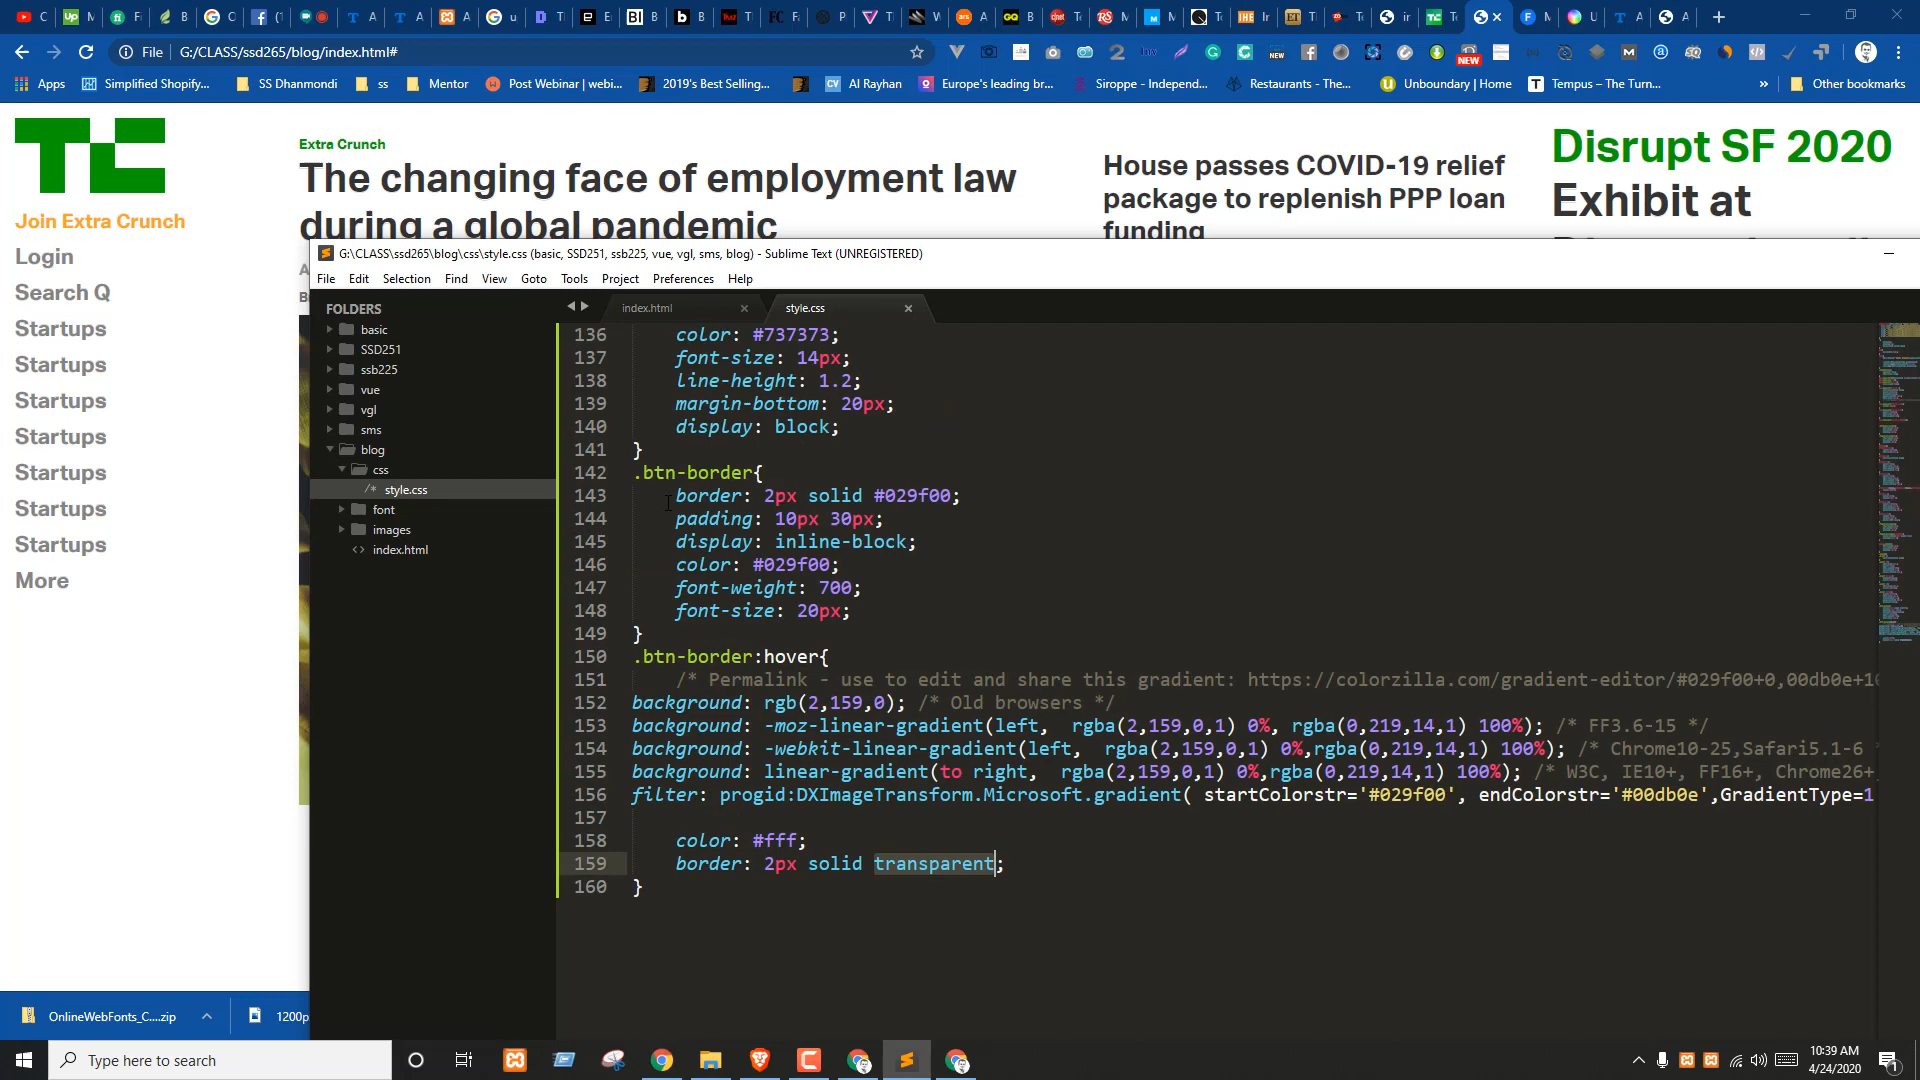 File G:/CLASS/ssd265/blog/index.html#
Apps Simplified Shopify... SS Dhanmondi ss Mentor Post Webinar | webi... 2019's Best Selling... CV Al Rayhan Europe's leading br... Siroppe - Independ... Restaurants - The... Unboundary | Home Tempus – The Turn... » Other bookmarks
TC
Join Extra Crunch
Login
Search Q
Startups
Startups
Startups
Startups
Startups
Startups
Startups
More
Extra Crunch
The changing face of employment law
during a global pandemic
House passes COVID-19 relief
package to replenish PPP loan
funding
Disrupt SF 2020
Exhibit at
G:\CLASS\ssd265\blog\css\style.css (basic, SSD251, ssb225, vue, vgl, sms, blog) - Sublime Text (UNREGISTERED)
File Edit Selection Find View Goto Tools Project Preferences Help
FOLDERS
basic
SSD251
ssb225
vue
vgl
sms
blog
css
/* style.css
font
images
<> index.html
index.html × style.css ×
136 color: #737373;
137 font-size: 14px;
138 line-height: 1.2;
139 margin-bottom: 20px;
140 display: block;
141 }
142 .btn-border{
143 border: 2px solid #029f00;
144 padding: 10px 30px;
145 display: inline-block;
146 color: #029f00;
147 font-weight: 700;
148 font-size: 20px;
149 }
150 .btn-border:hover{
151 /* Permalink - use to edit and share this gradient: https://colorzilla.com/gradient-editor/#029f00+0,00db0e+10
152 background: rgb(2,159,0); /* Old browsers */
153 background: -moz-linear-gradient(left, rgba(2,159,0,1) 0%, rgba(0,219,14,1) 100%); /* FF3.6-15 */
154 background: -webkit-linear-gradient(left, rgba(2,159,0,1) 0%,rgba(0,219,14,1) 100%); /* Chrome10-25,Safari5.1-6 *
155 background: linear-gradient(to right, rgba(2,159,0,1) 0%,rgba(0,219,14,1) 100%); /* W3C, IE10+, FF16+, Chrome26+,
156 filter: progid:DXImageTransform.Microsoft.gradient( startColorstr='#029f00', endColorstr='#00db0e',GradientType=1
157
158 color: #fff;
159 border: 2px solid transparent;
160 }
OnlineWebFonts_C....zip
1200p
Type here to search
10:39 AM
4/24/2020